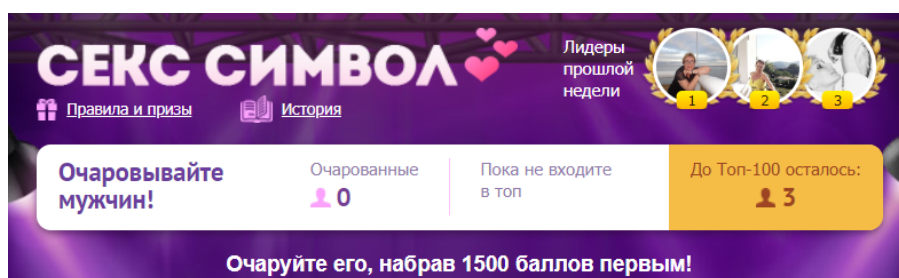 СЕКС СИМВОЛ
Лидеры
прошлой
недели
1
2
3
Правила и призы
История
Очаровывайте
мужчин!
Очарованные
0
Пока не входите
в топ
До Топ-100 осталось:
3
Очаруйте его, набрав 1500 баллов первым!